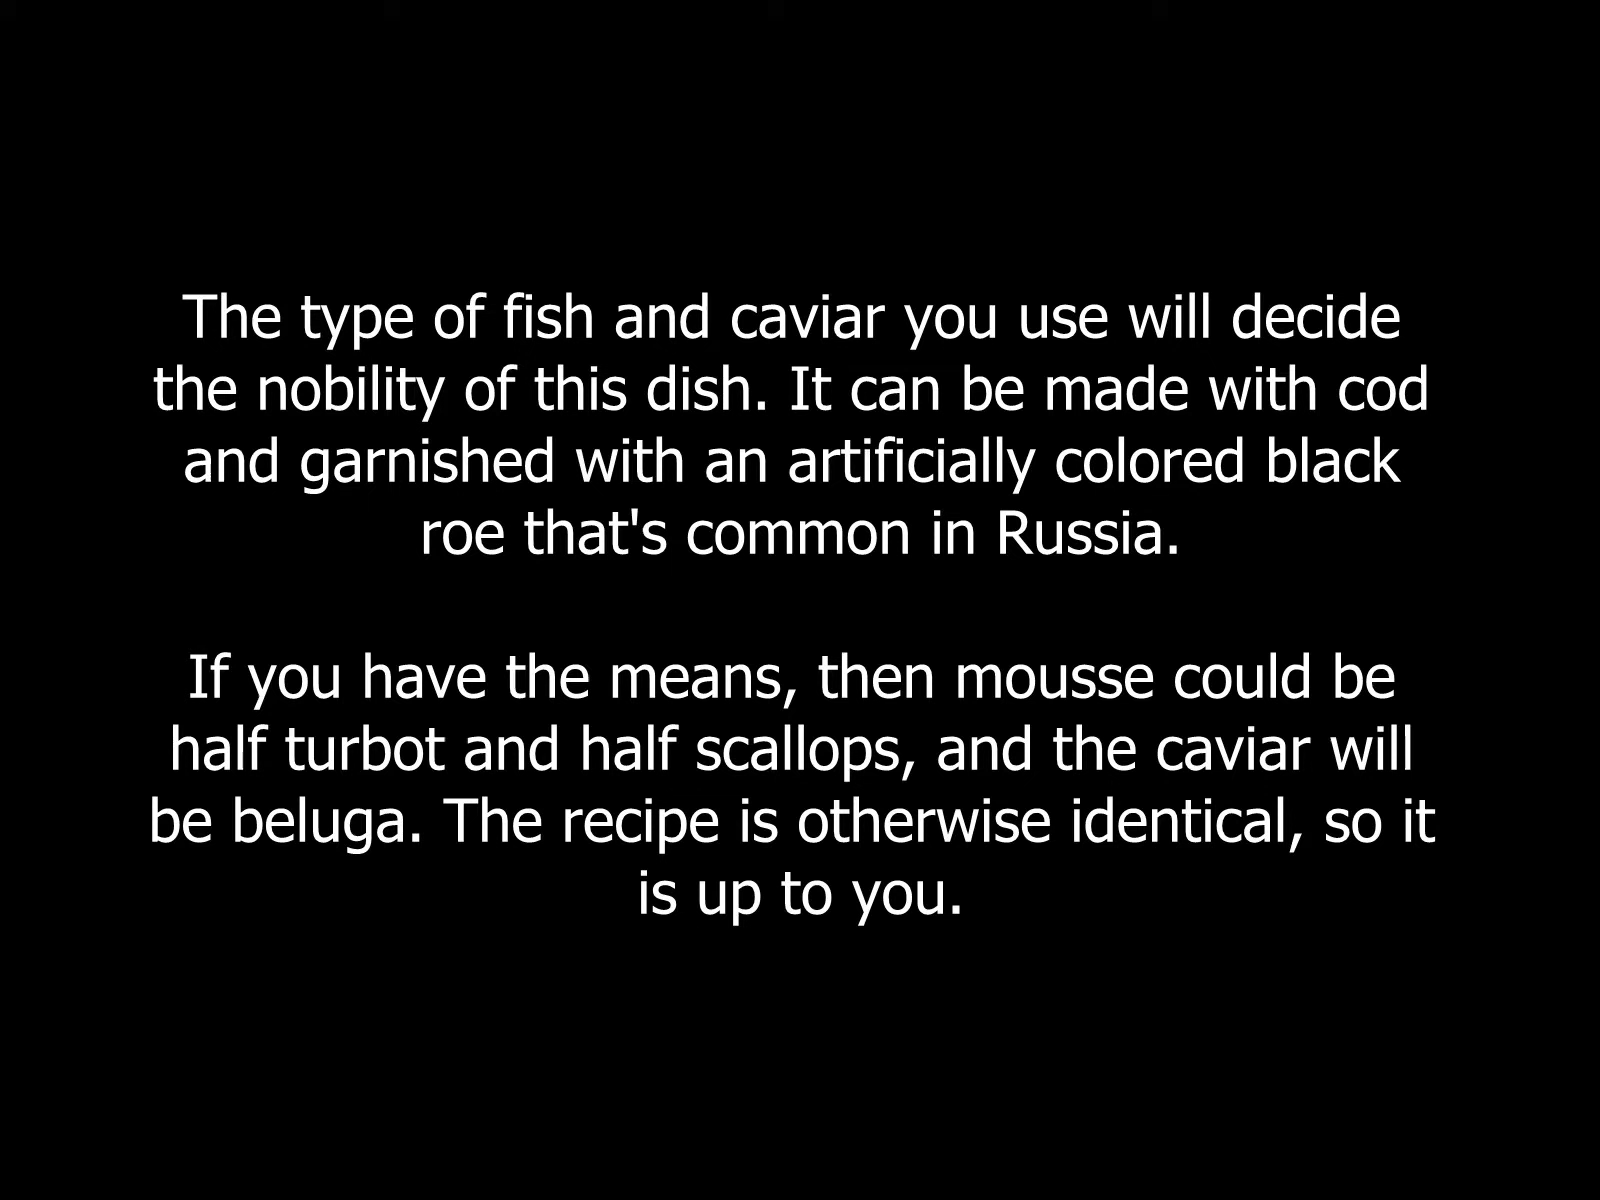 The type of fish and caviar you use will decide
the nobility of this dish. It can be made with cod
and garnished with an artificially colored black
roe that's common in Russia.
If you have the means, then mousse could be
half turbot and half scallops, and the caviar will
be beluga. The recipe is otherwise identical, so it
is up to you.